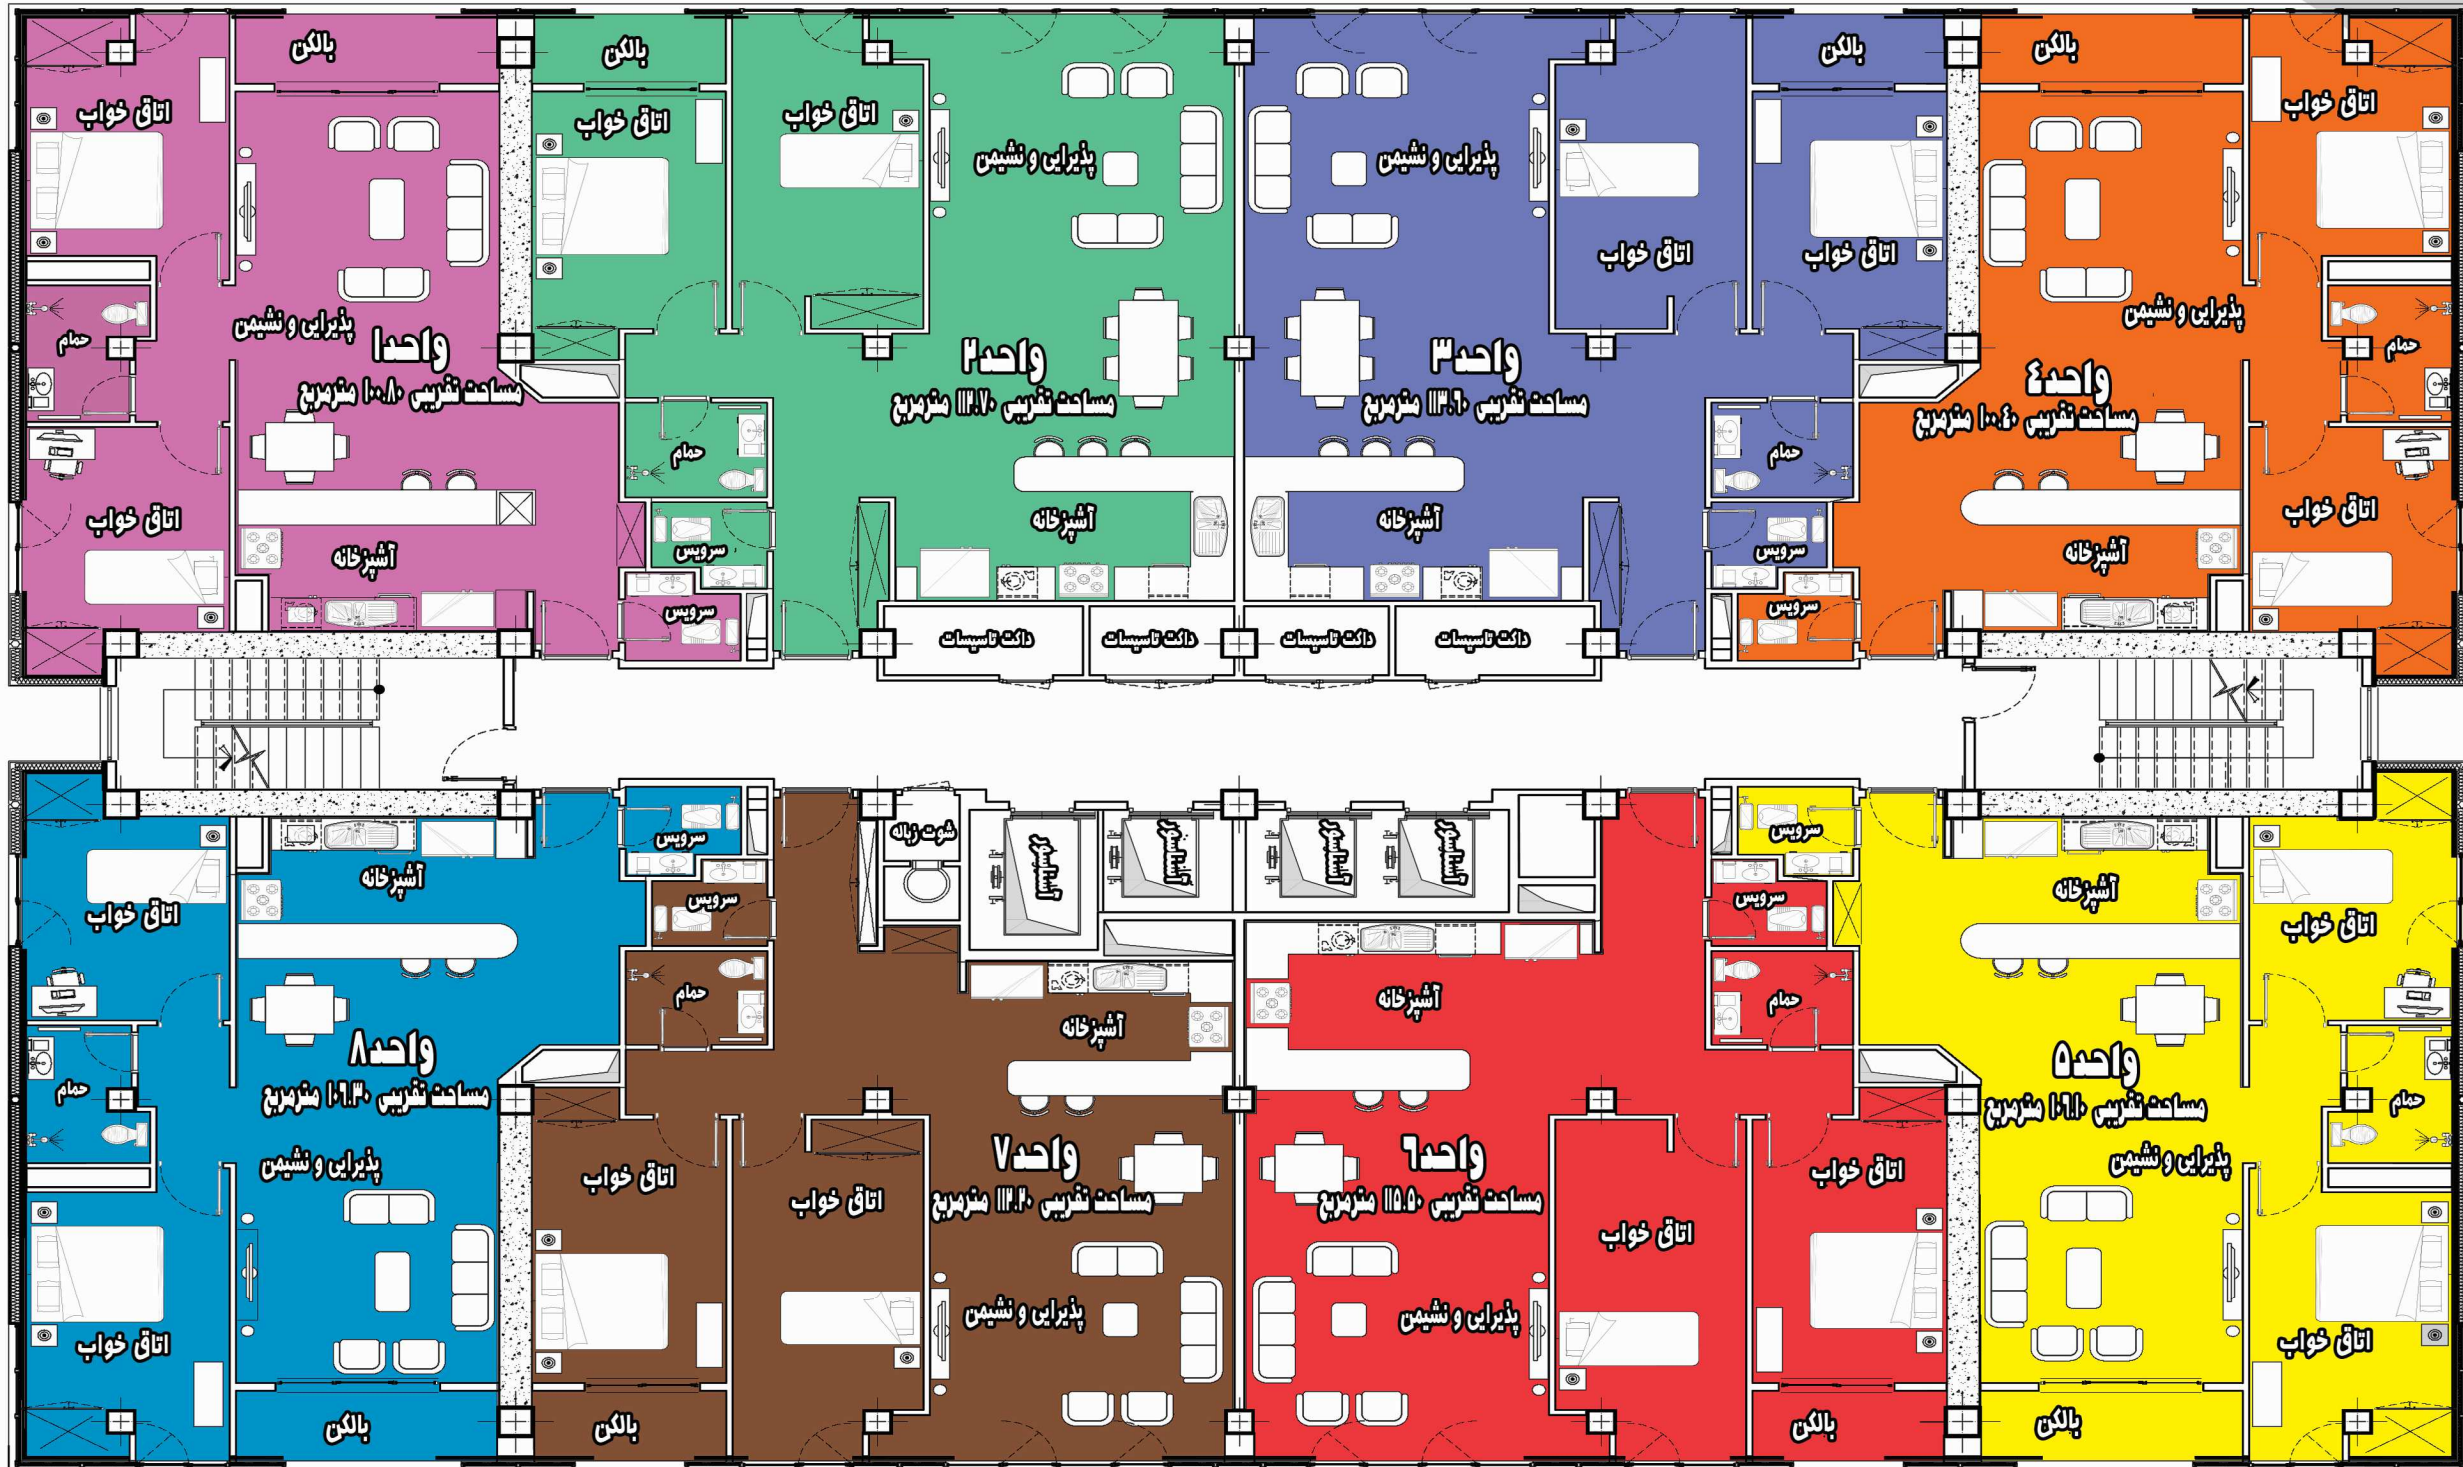 بالکن
اتاق خواب
پذیرایی و نشیمن
حمام
واحد۱
مساحت تقریبی ۱۰۰.۸۰ مترمربع
اتاق خواب
آشپزخانه
سرویس
بالکن
اتاق خواب
اتاق خواب
پذیرایی و نشیمن
واحد۲
مساحت تقریبی ۱۱۲.۷۰ مترمربع
حمام
آشپزخانه
سرویس
پذیرایی و نشیمن
اتاق خواب
اتاق خواب
بالکن
واحد۳
مساحت تقریبی ۱۱۳.۶۰ مترمربع
حمام
آشپزخانه
سرویس
بالکن
اتاق خواب
پذیرایی و نشیمن
حمام
واحد٤
مساحت تقریبی ۱۰۰.٤۰ مترمربع
اتاق خواب
آشپزخانه
سرویس
داکت تاسیسات
داکت تاسیسات
داکت تاسیسات
داکت تاسیسات
سرویس
آشپزخانه
اتاق خواب
واحد۸
مساحت تقریبی ۱۰۶.۳۰ مترمربع
حمام
پذیرایی و نشیمن
اتاق خواب
بالکن
شوت زباله
آسانسور
آسانسور
آسانسور
آسانسور
سرویس
حمام
آشپزخانه
واحد۷
مساحت تقریبی ۱۱۲.۲۰ مترمربع
اتاق خواب
اتاق خواب
پذیرایی و نشیمن
بالکن
سرویس
حمام
آشپزخانه
واحد٦
مساحت تقریبی ۱۱۵.۵۰ مترمربع
اتاق خواب
اتاق خواب
پذیرایی و نشیمن
بالکن
سرویس
آشپزخانه
اتاق خواب
واحد۵
مساحت تقریبی ۱۰۶.۱۰ مترمربع
حمام
پذیرایی و نشیمن
اتاق خواب
بالکن